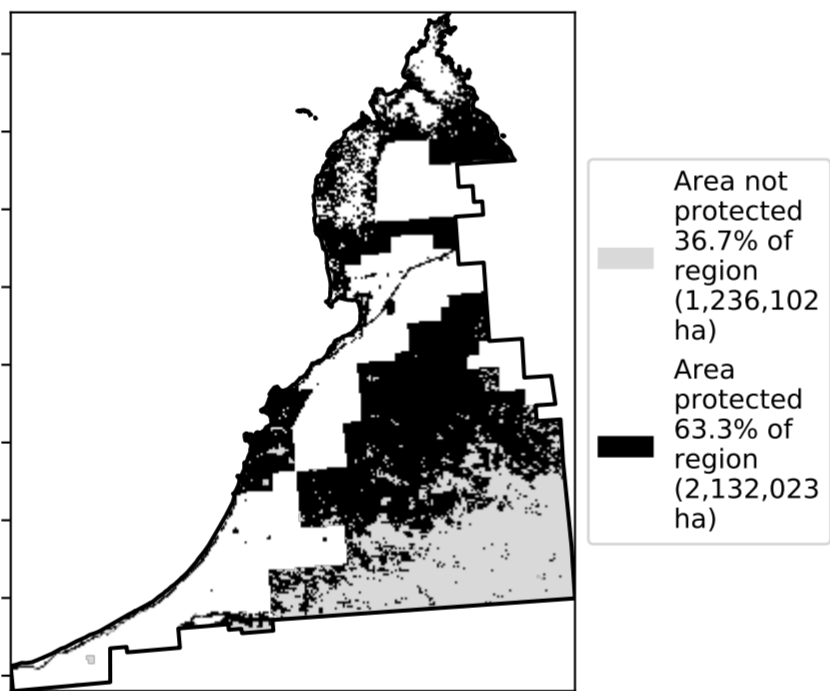 Area not
protected
36.7% of
region
(1,236,102
ha)
Area
protected
63.3% of
region
(2,132,023
ha)